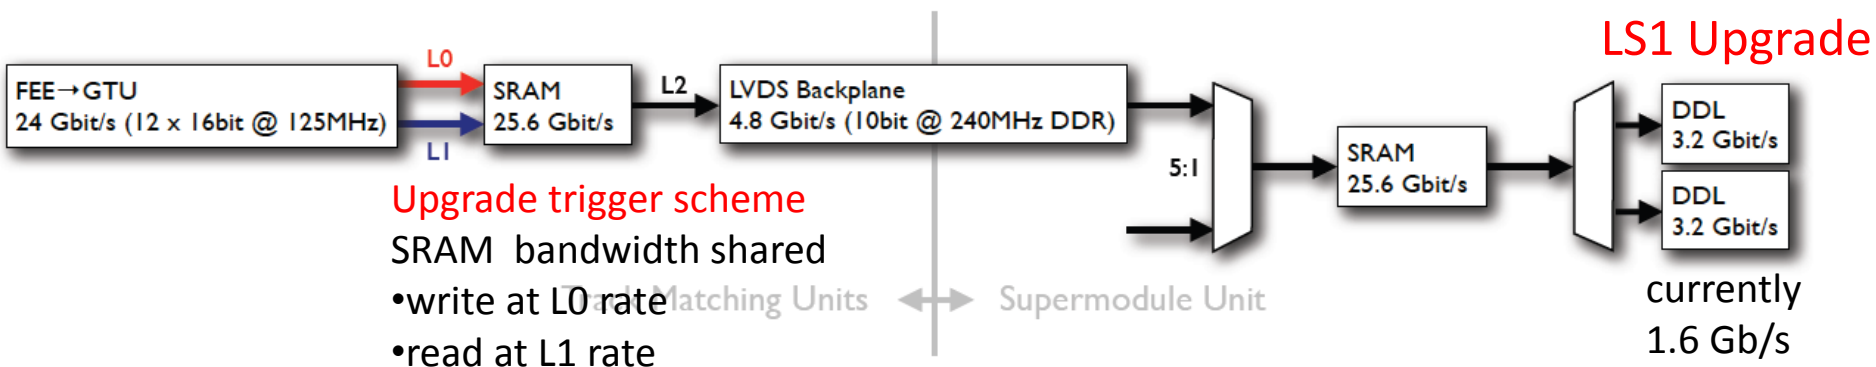 LS1 Upgrade
L0
FEE→GTU
24 Gbit/s (12 x 16bit @ 125MHz)
L1
SRAM
25.6 Gbit/s
L2
LVDS Backplane
4.8 Gbit/s (10bit @ 240MHz DDR)
5:1
SRAM
25.6 Gbit/s
DDL
3.2 Gbit/s
DDL
3.2 Gbit/s
currently
1.6 Gb/s
Upgrade trigger scheme
SRAM bandwidth shared
•write at L0 rate
•read at L1 rate
Track Matching Units
Supermodule Unit